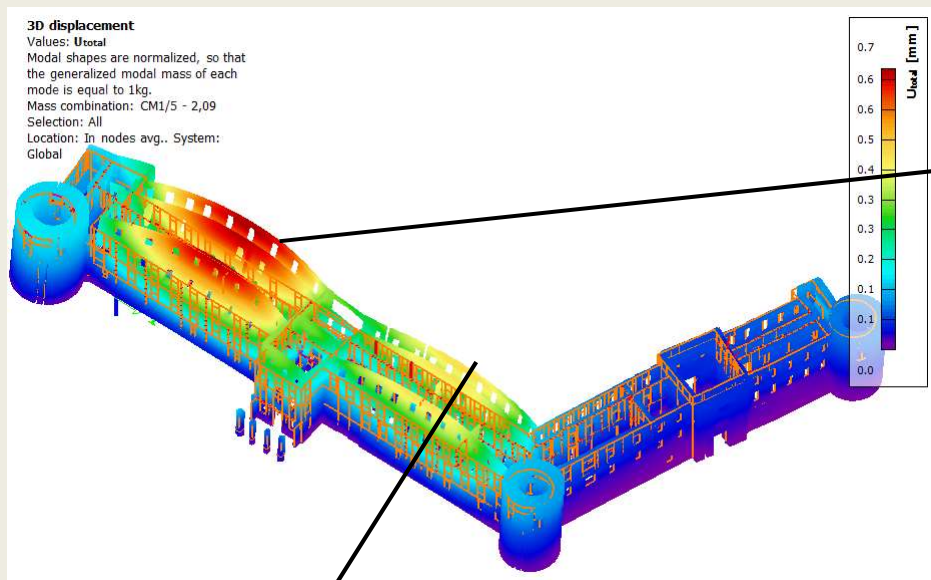 3D displacement
Values: Utotal
Modal shapes are normalized, so that
the generalized modal mass of each
mode is equal to 1kg.
Mass combination: CM1/5 - 2,09
Selection: All
Location: In nodes avg.. System:
Global
Utotal [mm]
0.7
0.6
0.6
0.5
0.4
0.3
0.3
0.2
0.1
0.1
0.0